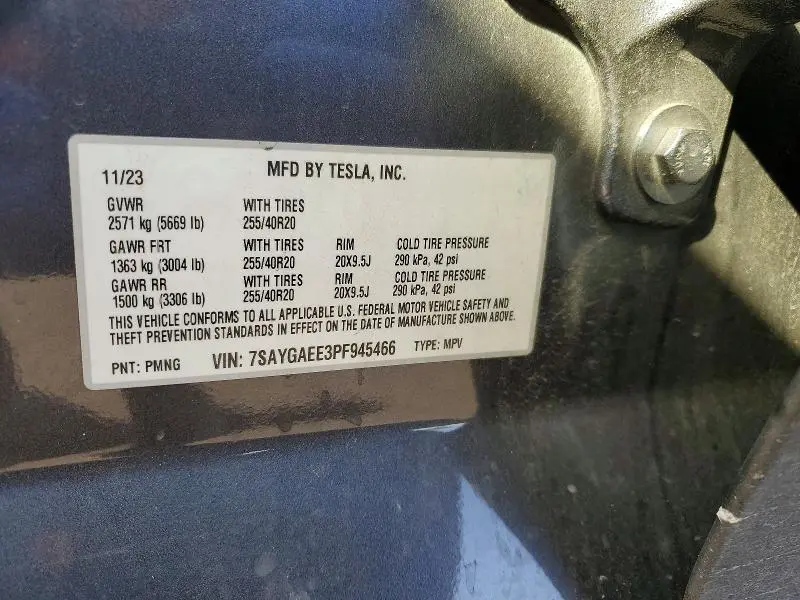 11/23 MFD BY TESLA, INC.
GVWR WITH TIRES
2571 kg (5669 lb) 255/40R20
GAWR FRT WITH TIRES RIM COLD TIRE PRESSURE
1363 kg (3004 lb) 255/40R20 20X9.5J 290 kPa, 42 psi
GAWR RR WITH TIRES RIM COLD TIRE PRESSURE
1500 kg (3306 lb) 255/40R20 20X9.5J 290 kPa, 42 psi
THIS VEHICLE CONFORMS TO ALL APPLICABLE U.S. FEDERAL MOTOR VEHICLE SAFETY AND
THEFT PREVENTION STANDARDS IN EFFECT ON THE DATE OF MANUFACTURE SHOWN ABOVE.
PNT: PMNG VIN: 7SAYGAEE3PF945466 TYPE: MPV